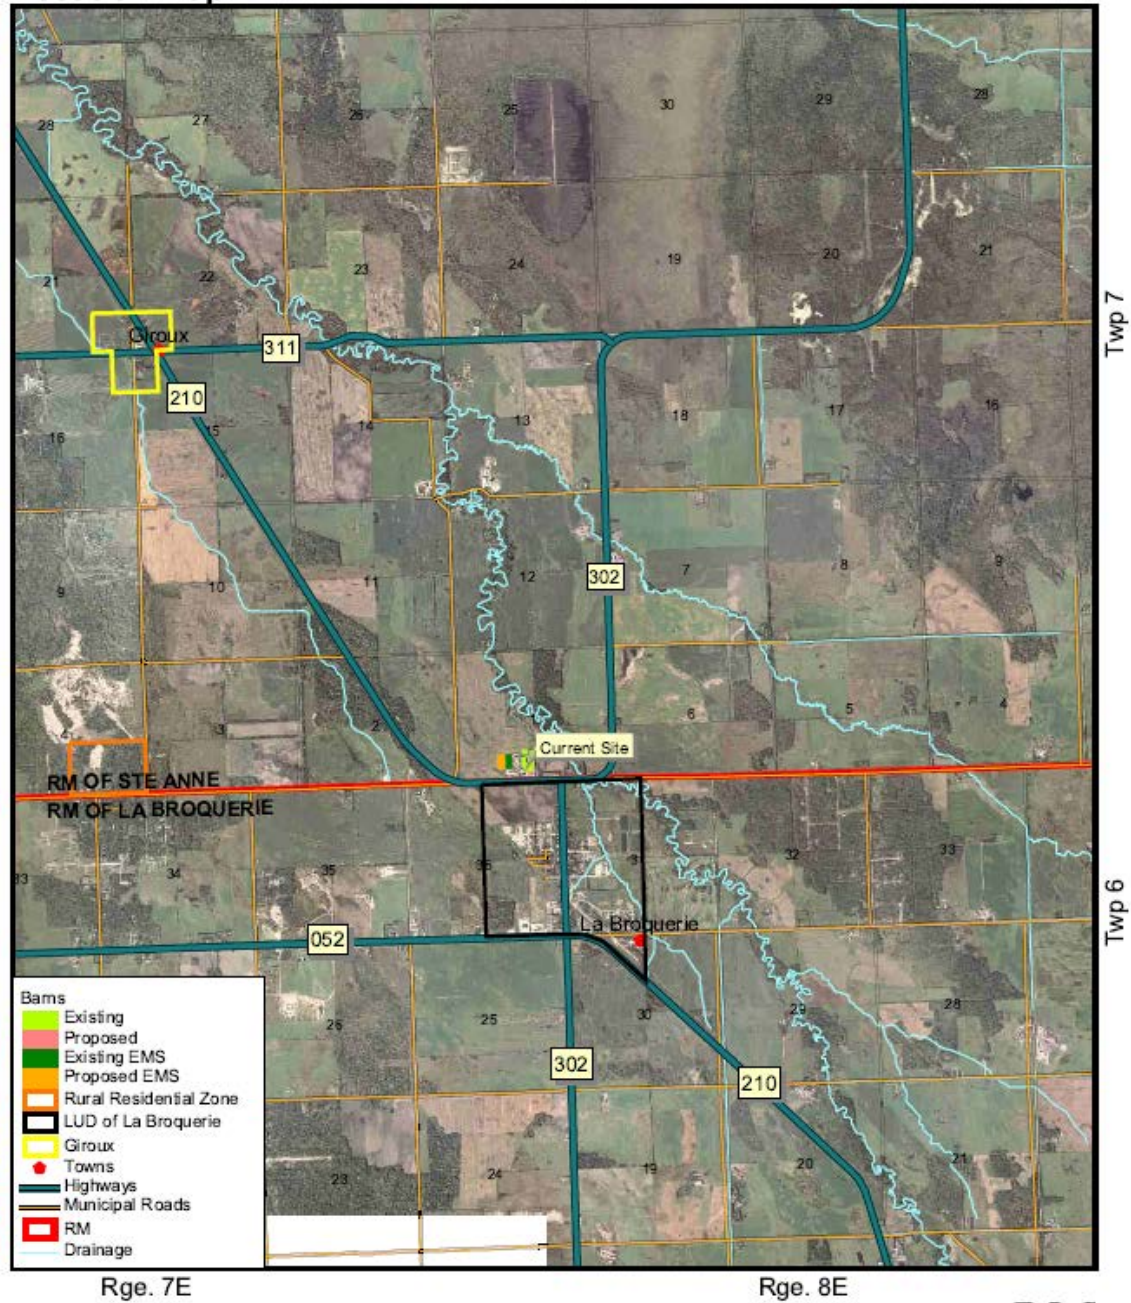 28
27
26
25
30
29
28
21
22
23
24
19
20
21
Twp 7
Giroux
311
210
16
15
14
13
18
17
16
9
10
11
12
302
7
8
9
4
3
2
6
5
4
Current Site
RM OF STE ANNE
RM OF LA BROQUERIE
33
34
35
36
31
32
33
Twp 6
La Broquerie
052
26
25
30
29
28
302
210
23
24
19
20
21
Barns
Existing
Proposed
Existing EMS
Proposed EMS
Rural Residential Zone
LUD of La Broquerie
Giroux
Towns
Highways
Municipal Roads
RM
Drainage
Rge. 7E
Rge. 8E